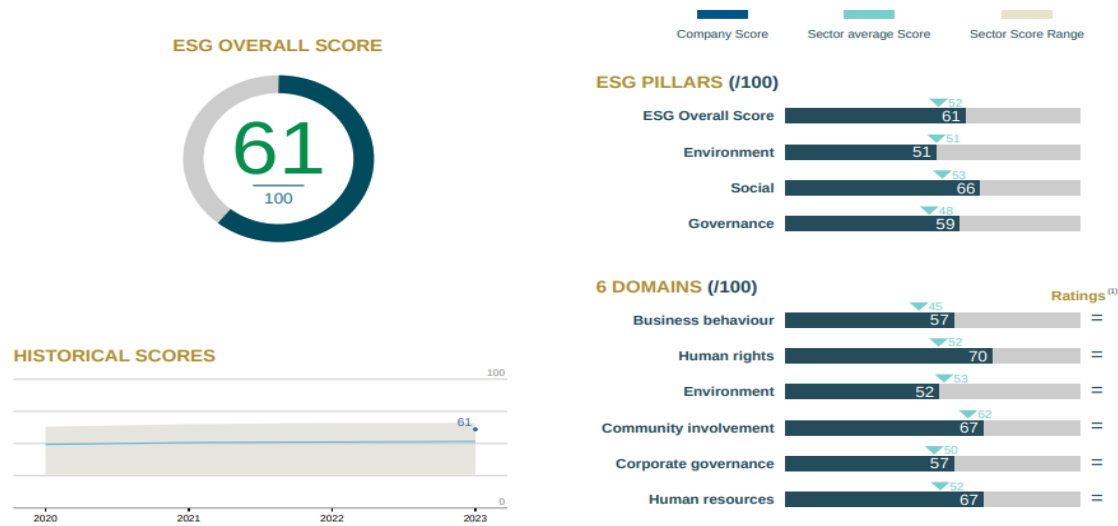 ESG OVERALL SCORE
61
100
HISTORICAL SCORES
100
61
0
2020 2021 2022 2023
Company Score Sector average Score Sector Score Range
ESG PILLARS (/100)
52
ESG Overall Score 61
51
Environment 51
53
Social 66
48
Governance 59
6 DOMAINS (/100)
Ratings (1)
45
Business behaviour 57 =
52
Human rights 70 =
53
Environment 52 =
62
Community involvement 67 =
50
Corporate governance 57 =
52
Human resources 67 =